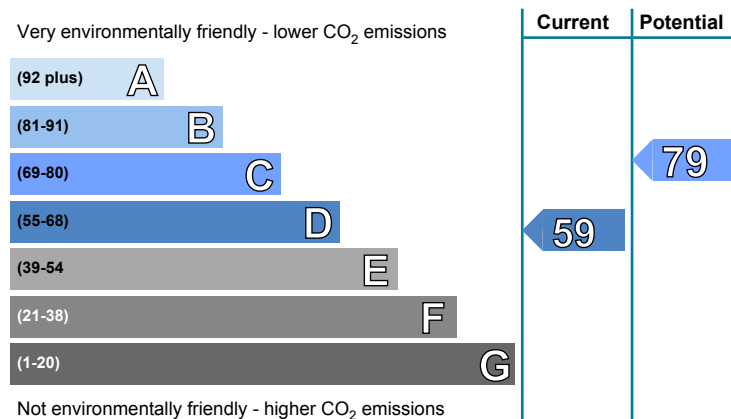 Very environmentally friendly - lower CO₂ emissions
Current
Potential
(92 plus) A
(81-91) B
(69-80) C
(55-68) D
(39-54 E
(21-38) F
(1-20) G
59
79
Not environmentally friendly - higher CO₂ emissions